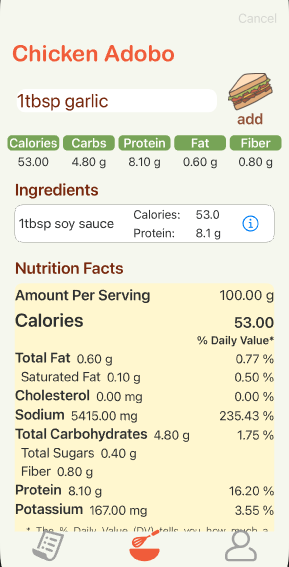 Cancel
Chicken Adobo
1tbsp garlic
add
Calories Carbs Protein Fat Fiber
53.00 4.80 g 8.10 g 0.60 g 0.80 g
Ingredients
1tbsp soy sauce Calories: 53.0
Protein: 8.1 g
Nutrition Facts
Amount Per Serving 100.00 g
Calories 53.00
% Daily Value*
Total Fat 0.60 g 0.77 %
Saturated Fat 0.10 g 0.50 %
Cholesterol 0.00 mg 0.00 %
Sodium 5415.00 mg 235.43 %
Total Carbohydrates 4.80 g 1.75 %
Total Sugars 0.40 g
Fiber 0.80 g
Protein 8.10 g 16.20 %
Potassium 167.00 mg 3.55 %
* The % Daily Value (DV) tells you how much a